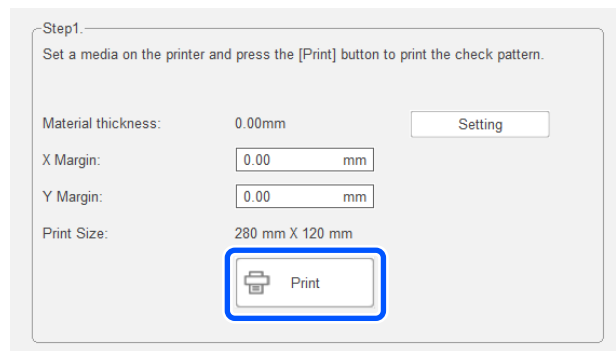 Step1.
Set a media on the printer and press the [Print] button to print the check pattern.
Material thickness: 0.00mm Setting
X Margin: 0.00 mm
Y Margin: 0.00 mm
Print Size: 280 mm X 120 mm
Print